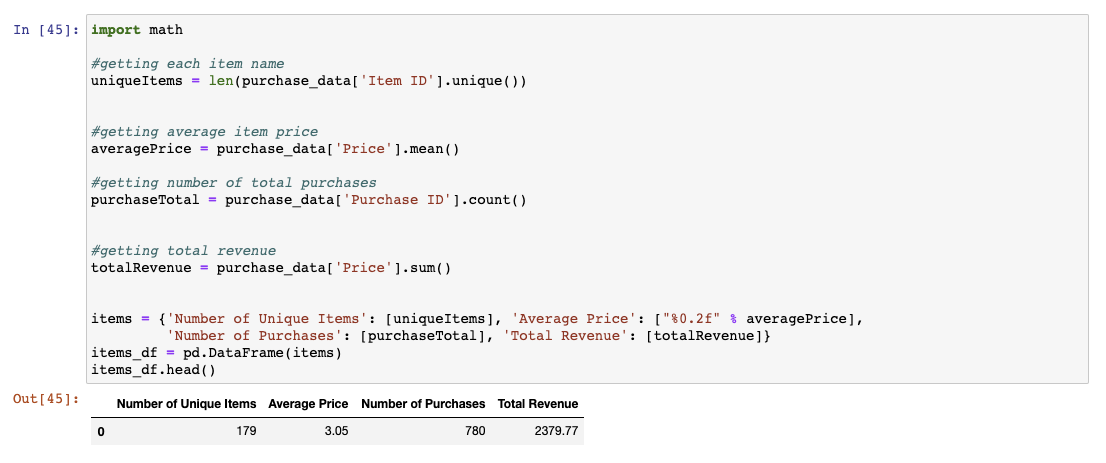 In [45]: import math
#getting each item name
uniqueItems = len(purchase_data['Item ID'].unique())
#getting average item price
averagePrice = purchase_data['Price'].mean()
#getting number of total purchases
purchaseTotal = purchase_data['Purchase ID'].count()
#getting total revenue
totalRevenue = purchase_data['Price'].sum()
items = {'Number of Unique Items': [uniqueItems], 'Average Price': ["%0.2f" % averagePrice],
'Number of Purchases': [purchaseTotal], 'Total Revenue': [totalRevenue]}
items_df = pd.DataFrame(items)
items_df.head()
Out[45]:
Number of Unique Items Average Price Number of Purchases Total Revenue
0 179 3.05 780 2379.77